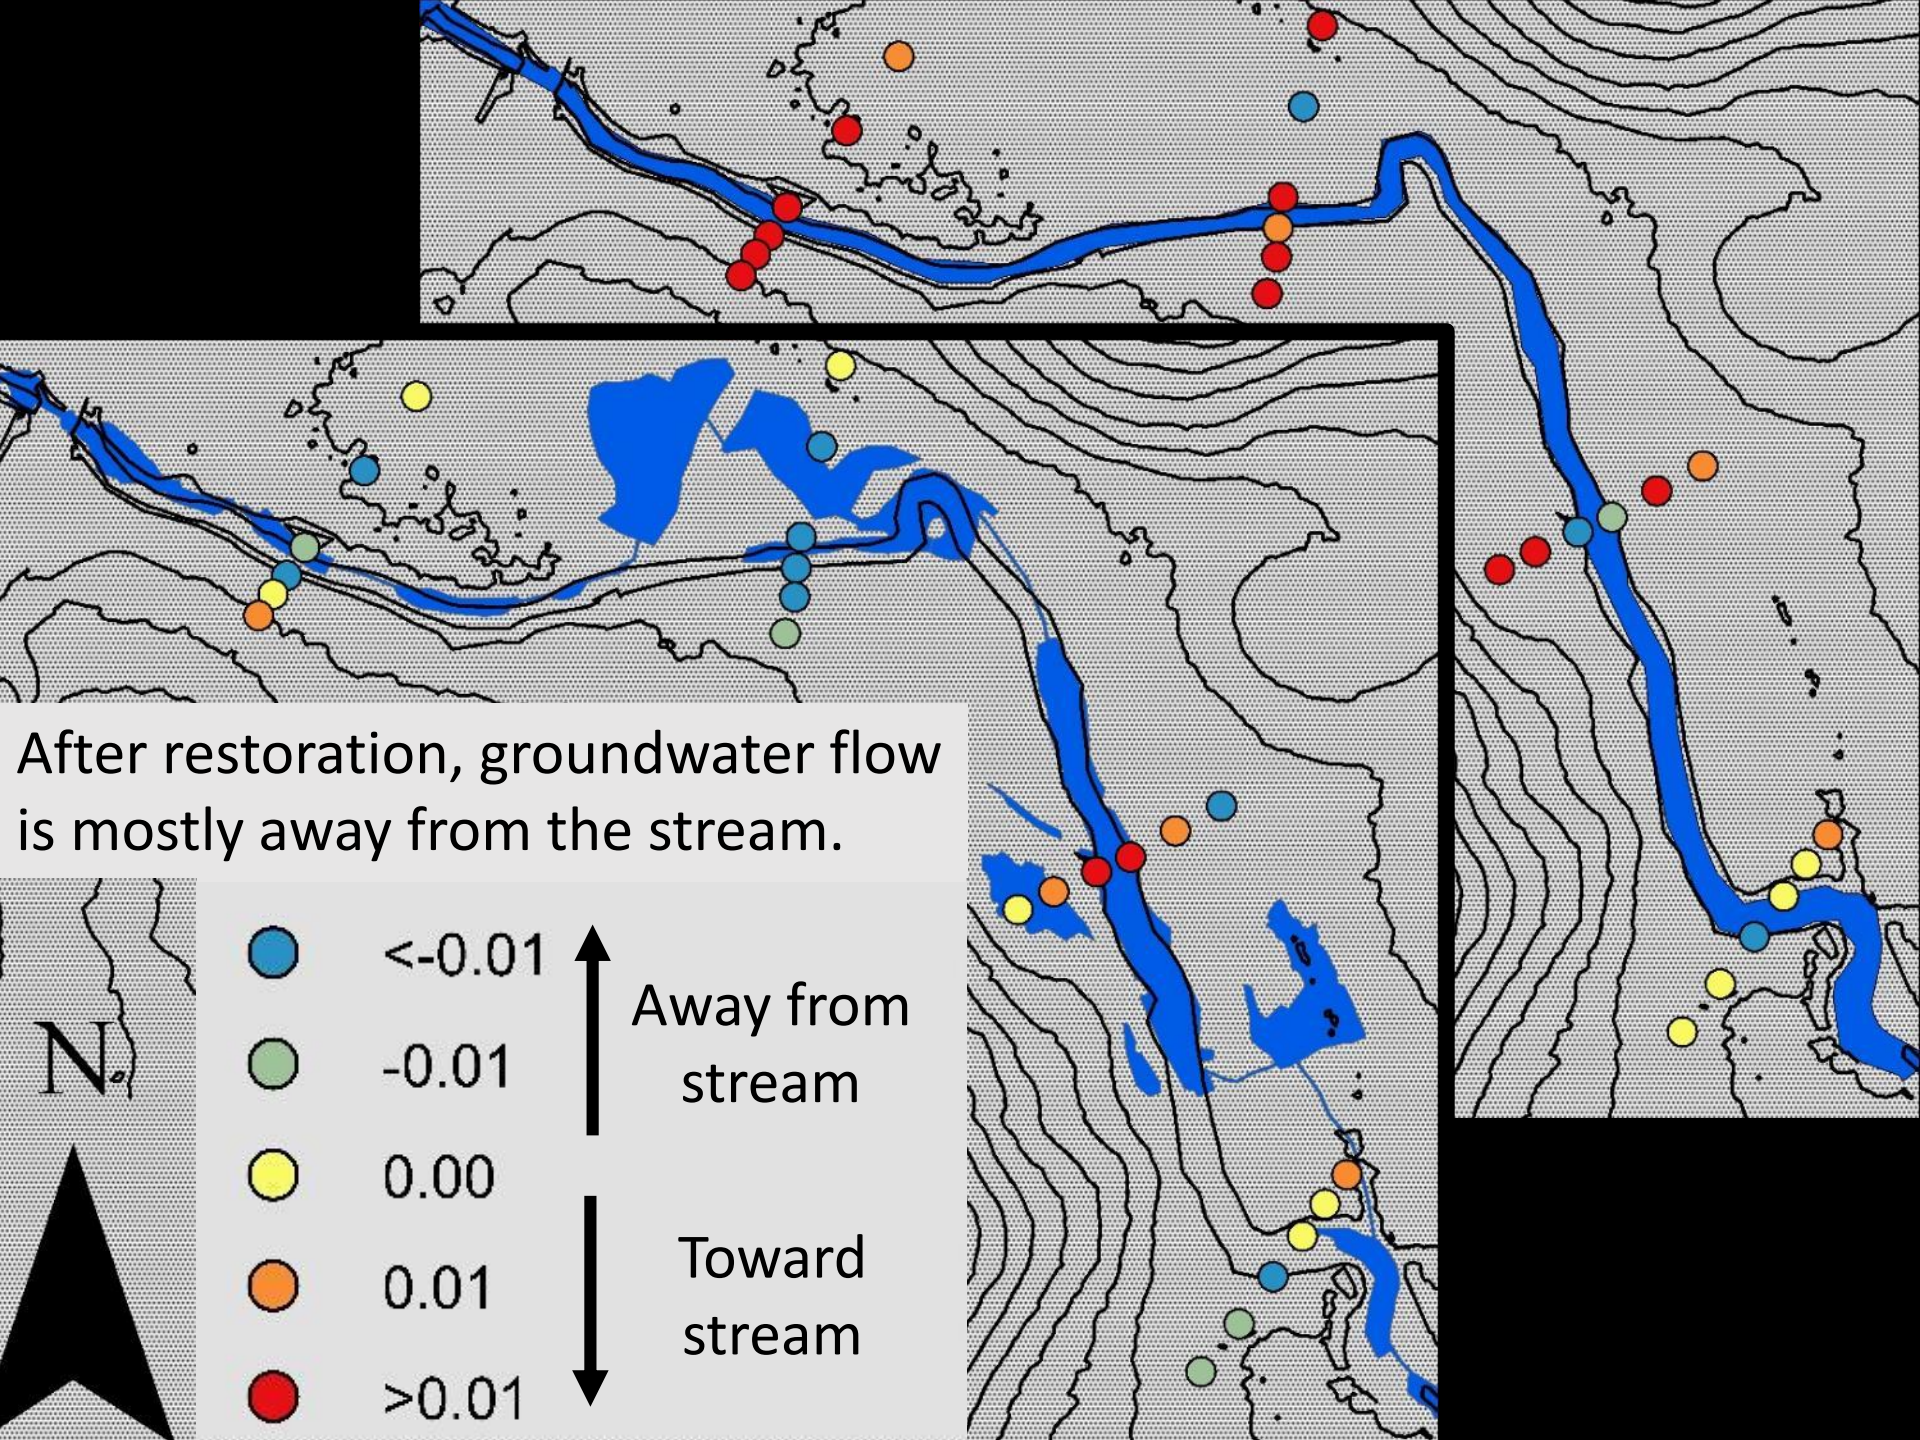 After restoration, groundwater flow
is mostly away from the stream.
<-0.01
Away from
stream
-0.01
N
0.00
0.01
Toward
stream
>0.01